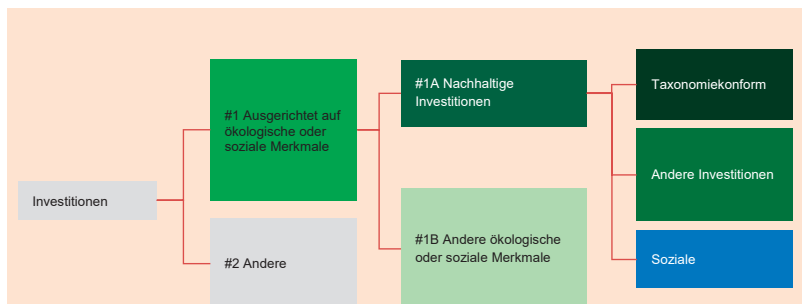 Investitionen
#1 Ausgerichtet auf
ökologische oder
soziale Merkmale
#2 Andere
#1A Nachhaltige
Investitionen
#1B Andere ökologische
oder soziale Merkmale
Taxonomiekonform
Andere Investitionen
Soziale